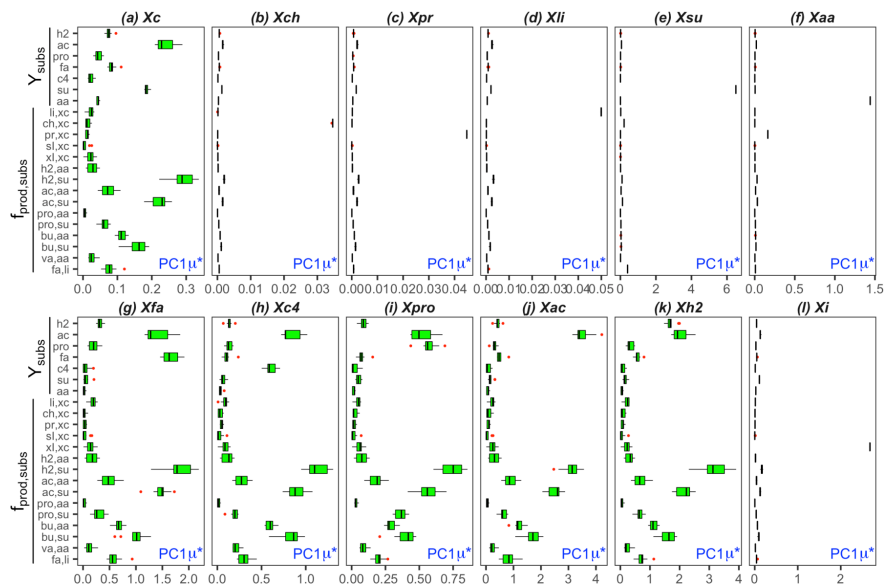 (a) Xc (b) Xch (c) Xpr (d) Xli (e) Xsu (f) Xaa
Ysubs
fprod,subs
h2
ac
pro
fa
c4
su
aa
li,xc
ch,xc
pr,xc
sI,xc
xI,xc
h2,aa
h2,su
ac,aa
ac,su
pro,aa
pro,su
bu,aa
bu,su
va,aa
fa,li
PC1μ* PC1μ* PC1μ* PC1μ* PC1μ* PC1μ*
0.0 0.1 0.2 0.3 0.00 0.01 0.02 0.03 0.00 0.01 0.02 0.03 0.04 0.00 0.01 0.02 0.03 0.04 0.05 0 2 4 6 0.0 0.5 1.0 1.5
(g) Xfa (h) Xc4 (i) Xpro (j) Xac (k) Xh2 (l) Xi
Ysubs
fprod,subs
h2
ac
pro
fa
c4
su
aa
li,xc
ch,xc
pr,xc
sI,xc
xI,xc
h2,aa
h2,su
ac,aa
ac,su
pro,aa
pro,su
bu,aa
bu,su
va,aa
fa,li
PC1μ* PC1μ* PC1μ* PC1μ* PC1μ* PC1μ*
0.0 0.5 1.0 1.5 2.0 0.0 0.5 1.0 0.00 0.25 0.50 0.75 0 1 2 3 4 0 1 2 3 4 0 1 2